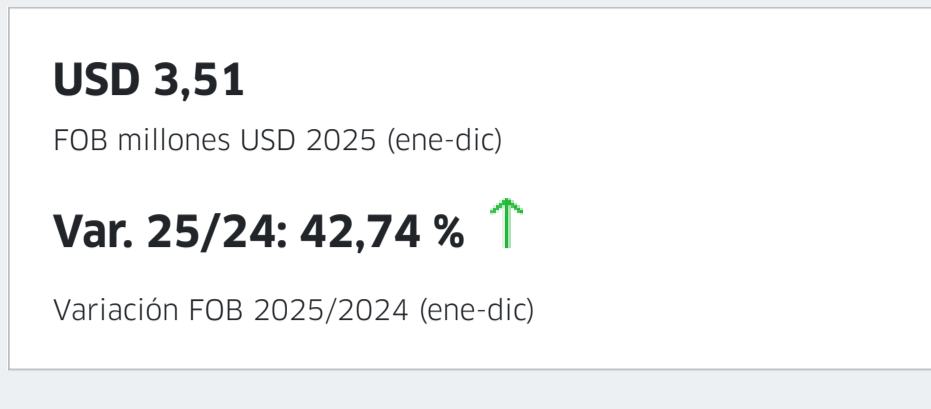 USD 3,51
FOB millones USD 2025 (ene-dic)
Var. 25/24: 42,74 %
Variación FOB 2025/2024 (ene-dic)